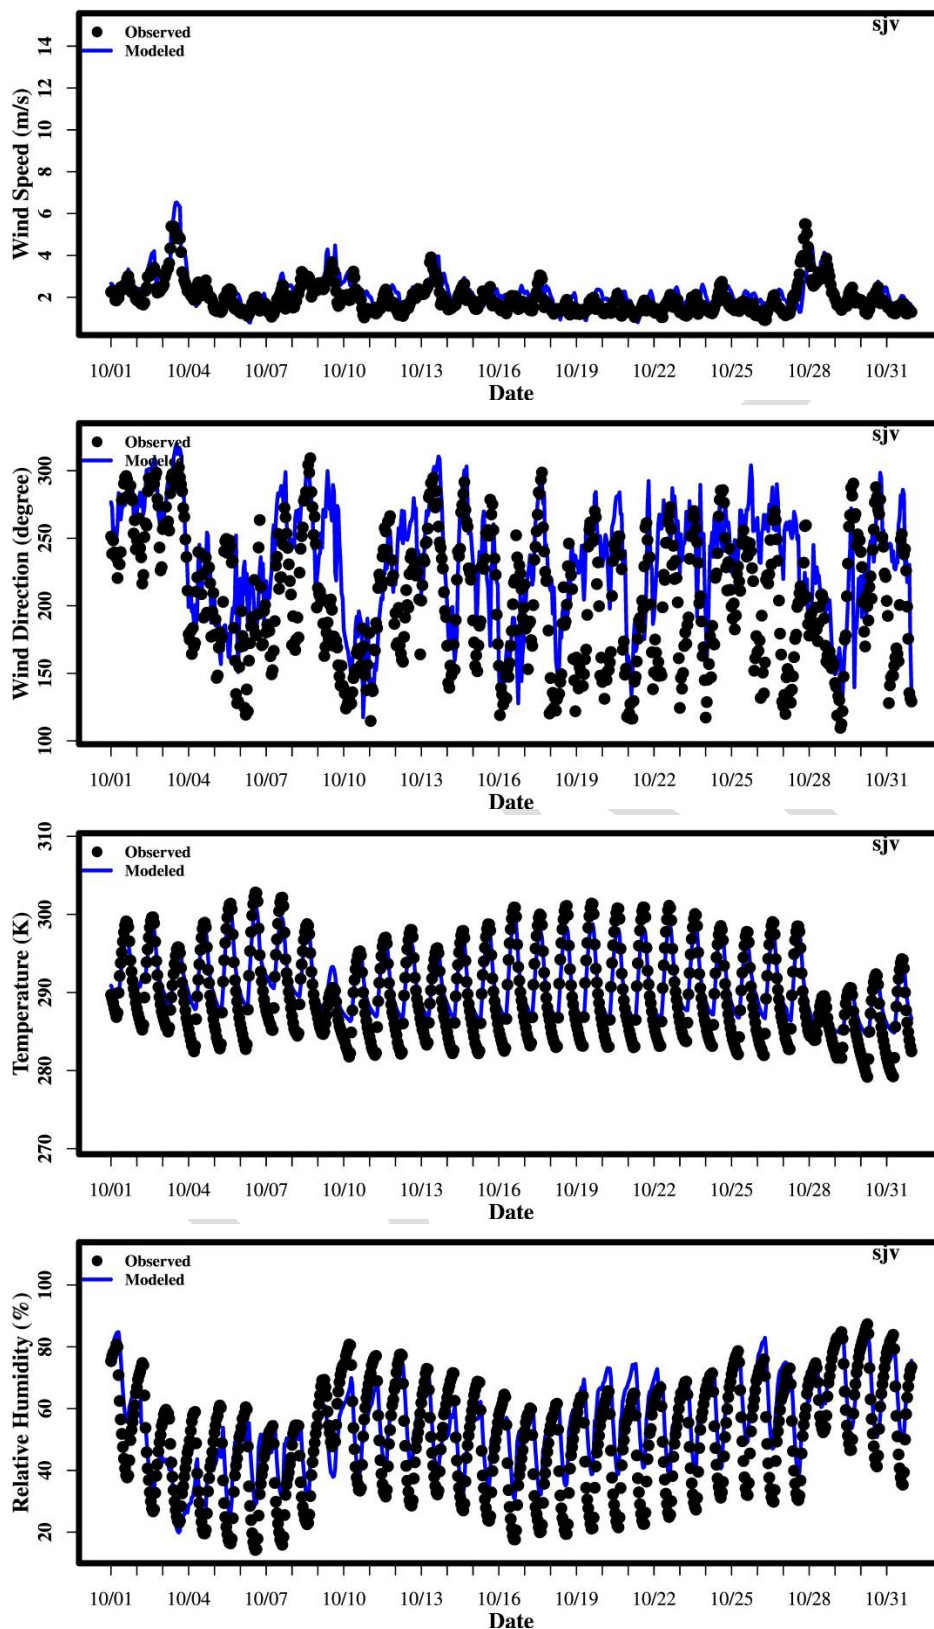 sjv
Observed
Modeled
Wind Speed (m/s)
14
12
10
8
6
4
2
10/01 10/04 10/07 10/10 10/13 10/16 10/19 10/22 10/25 10/28 10/31
Date
sjv
Observed
Modeled
Wind Direction (degree)
300
250
200
150
100
10/01 10/04 10/07 10/10 10/13 10/16 10/19 10/22 10/25 10/28 10/31
Date
sjv
Observed
Modeled
Temperature (K)
310
300
290
280
270
10/01 10/04 10/07 10/10 10/13 10/16 10/19 10/22 10/25 10/28 10/31
Date
sjv
Observed
Modeled
Relative Humidity (%)
100
80
60
40
20
10/01 10/04 10/07 10/10 10/13 10/16 10/19 10/22 10/25 10/28 10/31
Date